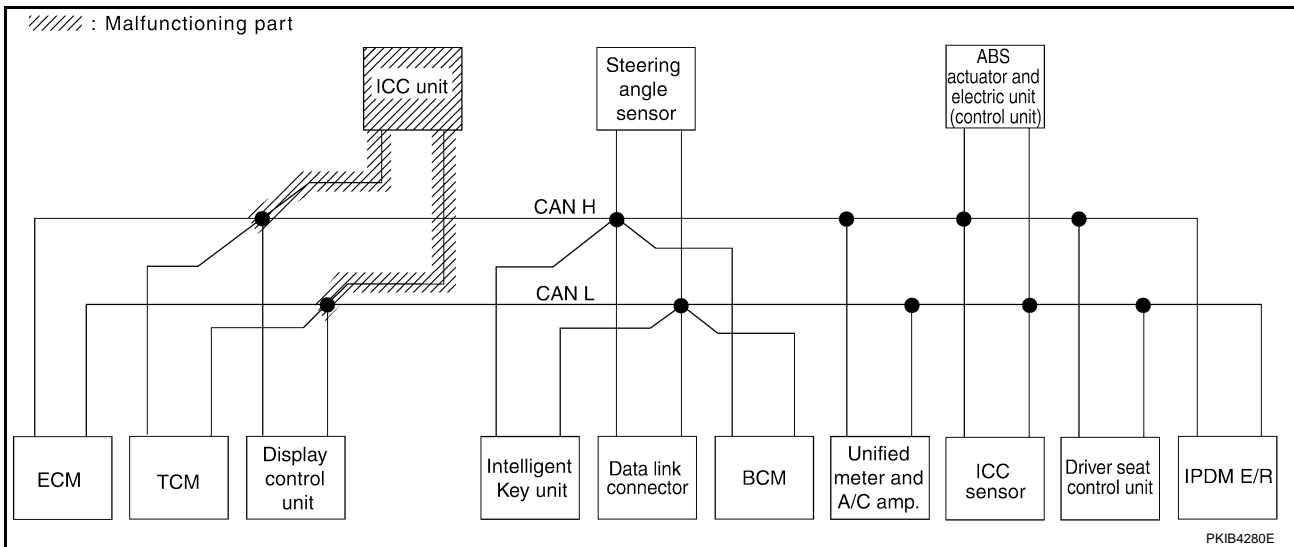 : Malfunctioning part
ICC unit
Steering
angle
sensor
ABS
actuator and
electric unit
(control unit)
CAN H
CAN L
ECM
TCM
Display
control
unit
Intelligent
Key unit
Data link
connector
BCM
Unified
meter and
A/C amp.
ICC
sensor
Driver seat
control unit
IPDM E/R
PKIB4280E